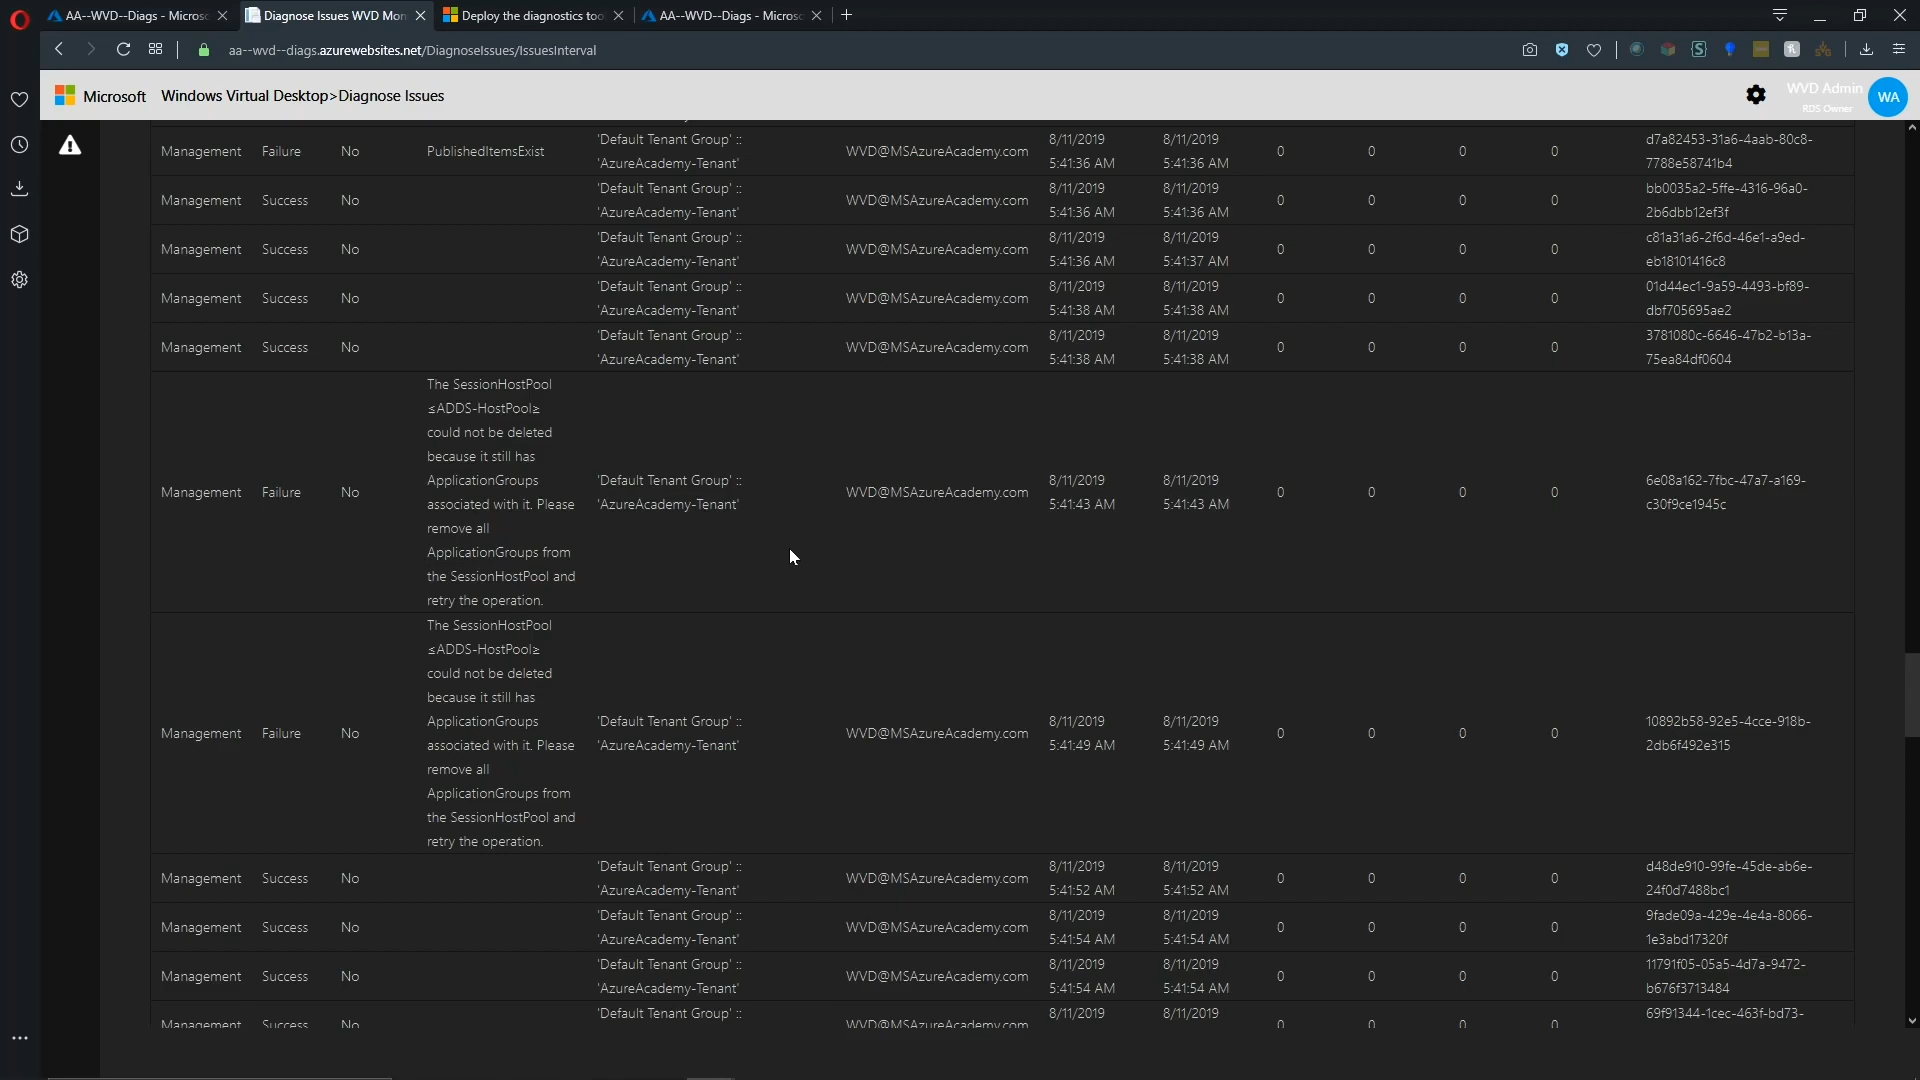 AA--WVD--Diags - Micros
Diagnose Issues WVD Mon
Deploy the diagnostics too
AA--WVD--Diags - Micros
aa--wvd--diags.azurewebsites.net/DiagnoseIssues/IssuesInterval
Microsoft Windows Virtual Desktop>Diagnose Issues
WVD Admin
RDS Owner
WA
Management Failure No PublishedItemsExist 'Default Tenant Group' :: 'AzureAcademy-Tenant' WVD@MSAzureAcademy.com 8/11/2019 5:41:36 AM 8/11/2019 5:41:36 AM 0 0 0 0 d7a82453-31a6-4aab-80c8-7788e58741b4
Management Success No 'Default Tenant Group' :: 'AzureAcademy-Tenant' WVD@MSAzureAcademy.com 8/11/2019 5:41:36 AM 8/11/2019 5:41:36 AM 0 0 0 0 bb0035a2-5ffe-4316-96a0-2b6dbb12ef3f
Management Success No 'Default Tenant Group' :: 'AzureAcademy-Tenant' WVD@MSAzureAcademy.com 8/11/2019 5:41:36 AM 8/11/2019 5:41:37 AM 0 0 0 0 c81a31a6-2f6d-46e1-a9ed-eb18101416c8
Management Success No 'Default Tenant Group' :: 'AzureAcademy-Tenant' WVD@MSAzureAcademy.com 8/11/2019 5:41:38 AM 8/11/2019 5:41:38 AM 0 0 0 0 01d44ec1-9a59-4493-bf89-dbf705695ae2
Management Success No 'Default Tenant Group' :: 'AzureAcademy-Tenant' WVD@MSAzureAcademy.com 8/11/2019 5:41:38 AM 8/11/2019 5:41:38 AM 0 0 0 0 3781080c-6646-47b2-b13a-75ea84df0604
Management Failure No
The SessionHostPool
≤ADDS-HostPool≥
could not be deleted
because it still has
ApplicationGroups
associated with it. Please
remove all
ApplicationGroups from
the SessionHostPool and
retry the operation.
'Default Tenant Group' :: 'AzureAcademy-Tenant' WVD@MSAzureAcademy.com 8/11/2019 5:41:43 AM 8/11/2019 5:41:43 AM 0 0 0 0 6e08a162-7fbc-47a7-a169-c30f9ce1945c
Management Failure No
The SessionHostPool
≤ADDS-HostPool≥
could not be deleted
because it still has
ApplicationGroups
associated with it. Please
remove all
ApplicationGroups from
the SessionHostPool and
retry the operation.
'Default Tenant Group' :: 'AzureAcademy-Tenant' WVD@MSAzureAcademy.com 8/11/2019 5:41:49 AM 8/11/2019 5:41:49 AM 0 0 0 0 10892b58-92e5-4cce-918b-2db6f492e315
Management Success No 'Default Tenant Group' :: 'AzureAcademy-Tenant' WVD@MSAzureAcademy.com 8/11/2019 5:41:52 AM 8/11/2019 5:41:52 AM 0 0 0 0 d48de910-99fe-45de-ab6e-24f0d7488bc1
Management Success No 'Default Tenant Group' :: 'AzureAcademy-Tenant' WVD@MSAzureAcademy.com 8/11/2019 5:41:54 AM 8/11/2019 5:41:54 AM 0 0 0 0 9fade09a-429e-4e4a-8066-1e3abd17320f
Management Success No 'Default Tenant Group' :: 'AzureAcademy-Tenant' WVD@MSAzureAcademy.com 8/11/2019 5:41:54 AM 8/11/2019 5:41:54 AM 0 0 0 0 11791f05-05a5-4d7a-9472-b676f3713484
Management Success No 'Default Tenant Group' :: WVD@MSAzureAcademy.com 8/11/2019 8/11/2019 0 0 0 0 69f91344-1cec-463f-bd73-